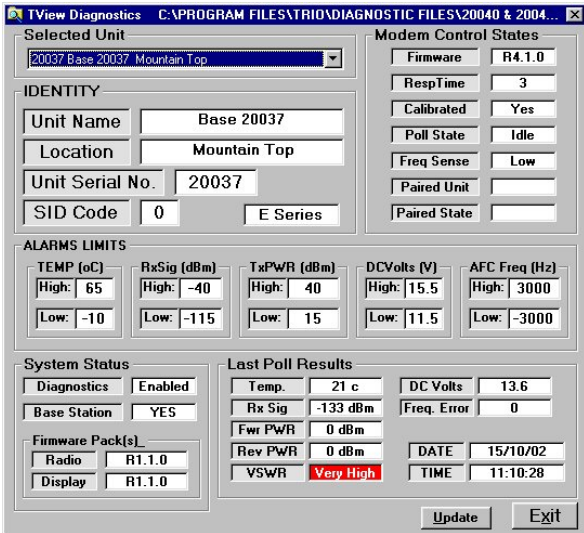 TView Diagnostics C:\PROGRAM FILES\TRIO\DIAGNOSTIC FILES\20040 & 2004...
Selected Unit
20037 Base 20037 Mountain Top
IDENTITY
Unit Name Base 20037
Location Mountain Top
Unit Serial No. 20037
SID Code 0 E Series
Modem Control States
Firmware R4.1.0
RespTime 3
Calibrated Yes
Poll State Idle
Freq Sense Low
Paired Unit
Paired State
ALARMS LIMITS
TEMP (oC) RxSig (dBm) TxPWR (dBm) DCVolts (V) AFC Freq (Hz)
High: 65 High: -40 High: 40 High: 15.5 High: 3000
Low: -10 Low: -115 Low: 15 Low: 11.5 Low: -3000
System Status
Diagnostics Enabled
Base Station YES
Firmware Pack(s)_
Radio R1.1.0
Display R1.1.0
Last Poll Results
Temp. 21 c DC Volts 13.6
Rx Sig -133 dBm Freq. Error 0
Fwr PWR 0 dBm
Rev PWR 0 dBm DATE 15/10/02
VSWR Very High TIME 11:10:28
Update Exit